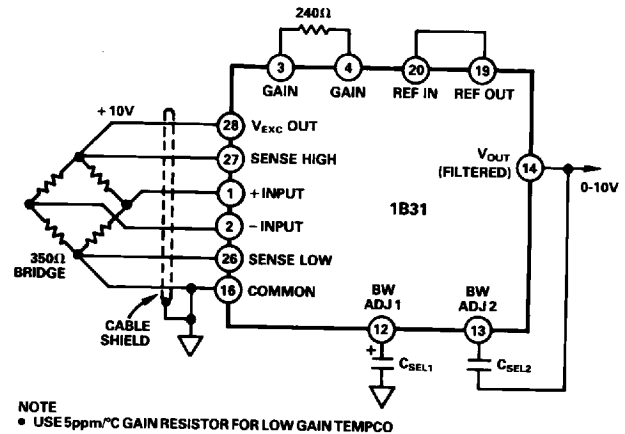 240Ω
3
4
20
19
GAIN
GAIN
REF IN
REF OUT
+10V
28
VEXC OUT
27
SENSE HIGH
VOUT
(FILTERED)
14
0-10V
1
+INPUT
1B31
2
−INPUT
350Ω
BRIDGE
26
SENSE LOW
16
COMMON
BW
ADJ 1
BW
ADJ 2
CABLE
SHIELD
12
13
+
CSEL1
CSEL2
NOTE
• USE 5ppm/°C GAIN RESISTOR FOR LOW GAIN TEMPCO